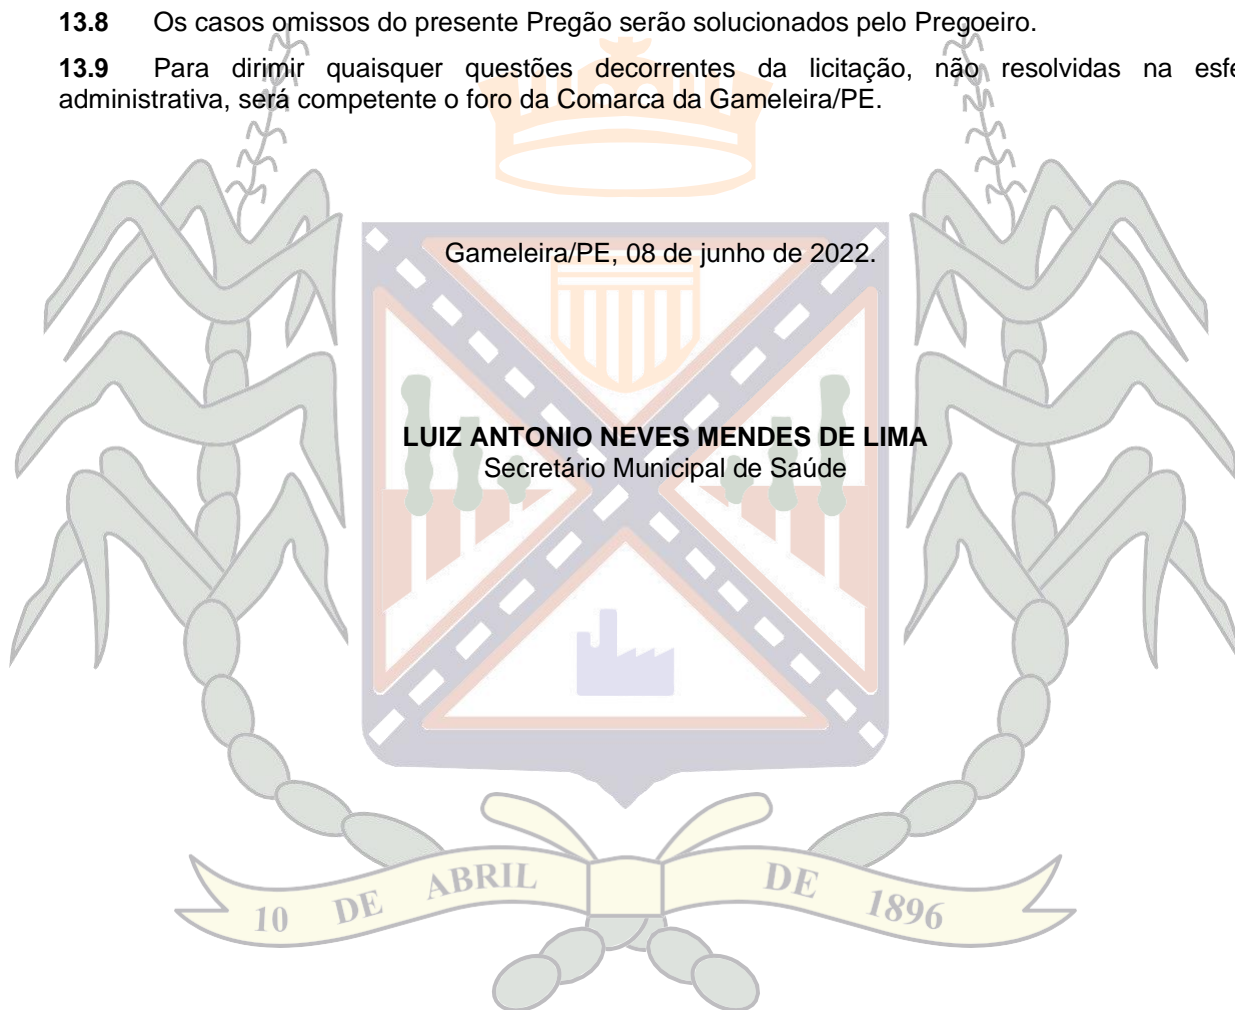 13.8 Os casos omissos do presente Pregão serão solucionados pelo Pregoeiro.
13.9 Para dirimir quaisquer questões decorrentes da licitação, não resolvidas na esfe
administrativa, será competente o foro da Comarca da Gameleira/PE.
Gameleira/PE, 08 de junho de 2022.
LUIZ ANTONIO NEVES MENDES DE LIMA
Secretário Municipal de Saúde
10 DE ABRIL DE 1896